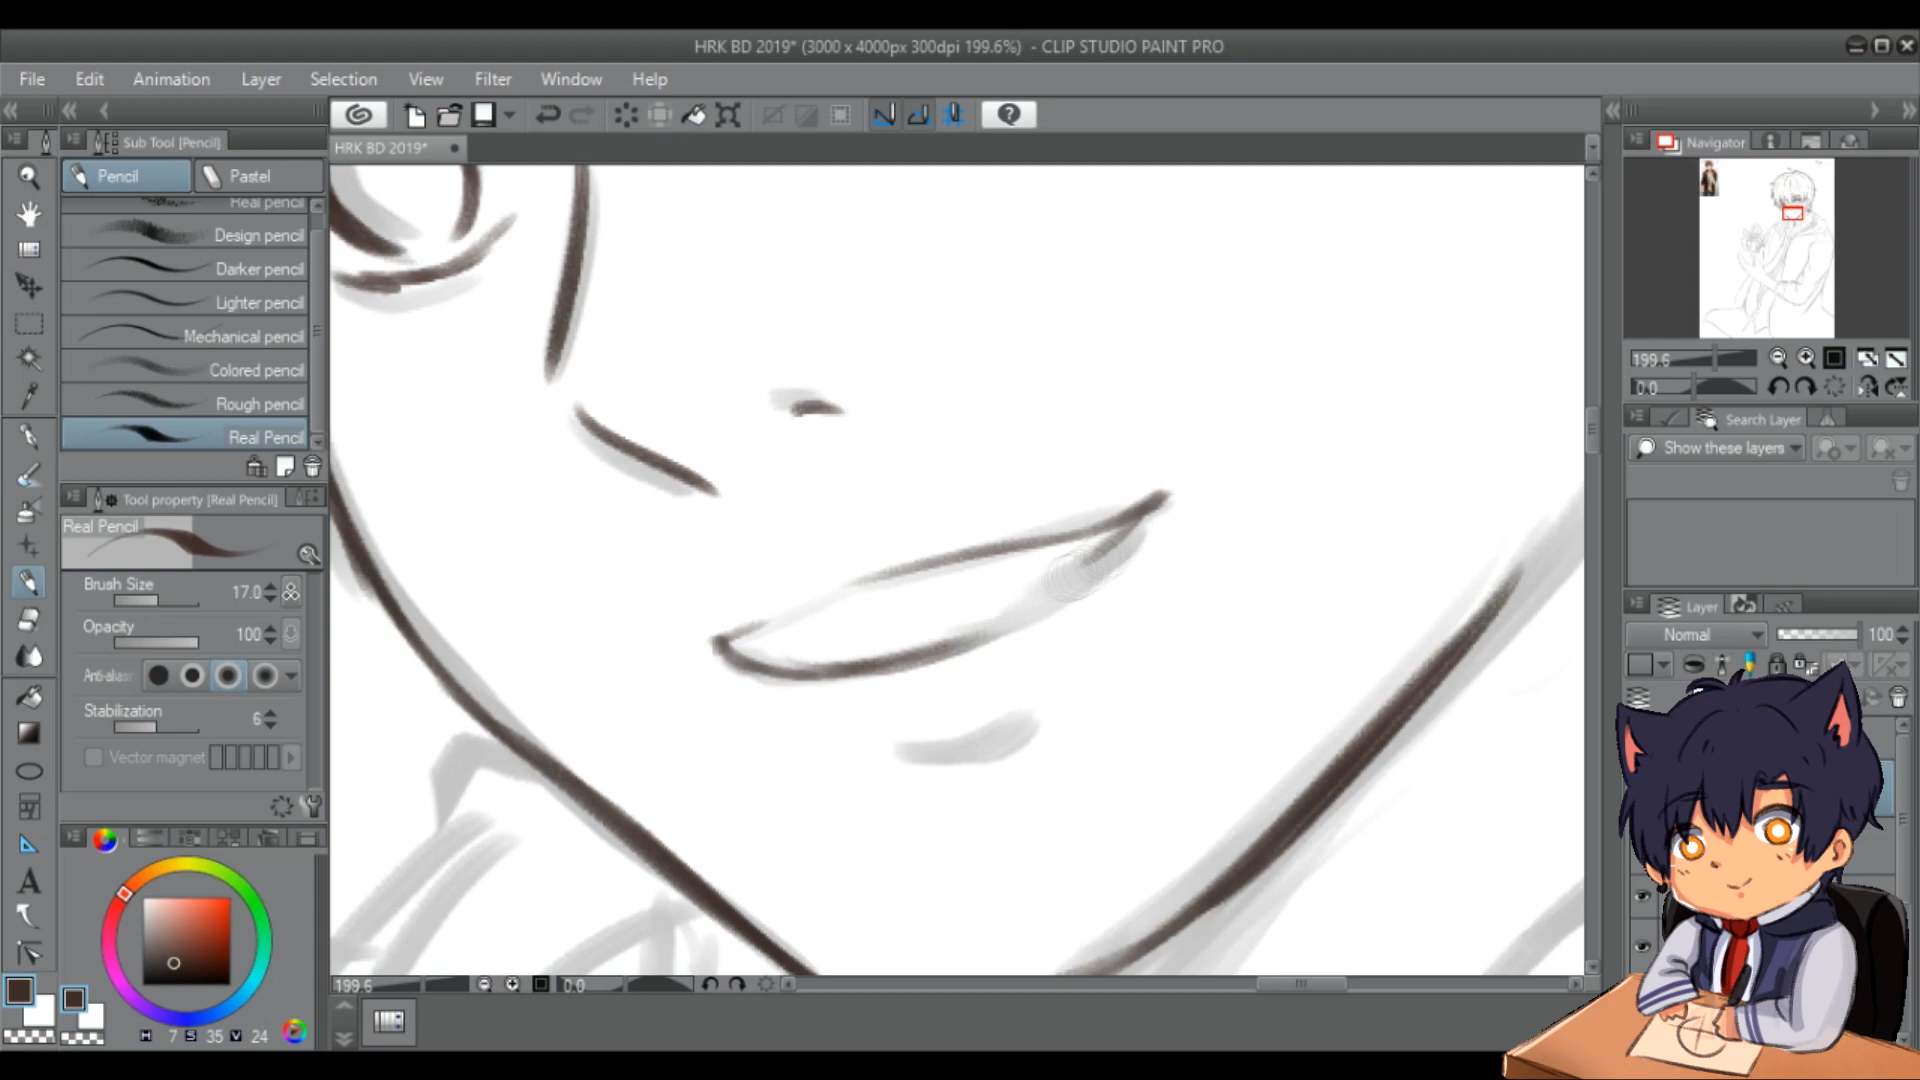 HRK BD 2019* (3000 x 4000px 300dpi 199.6%) - CLIP STUDIO PAINT PRO
File Edit Animation Layer Selection View Filter Window Help
Sub Tool [Pencil]
HRK BD 2019*
Navigator
Pencil
Pastel
Real pencil
Design pencil
Darker pencil
Lighter pencil
Mechanical pencil
Colored pencil
Rough pencil
Real Pencil
Tool property [Real Pencil]
Real Pencil
Brush Size 17.0
Opacity 100
Anti-alias
Stabilization 6
Vector magnet
H 7 S 35 V 24
199.6 0.0
199.6
0.0
Search Layer
Show these layers
Layer
Normal 100